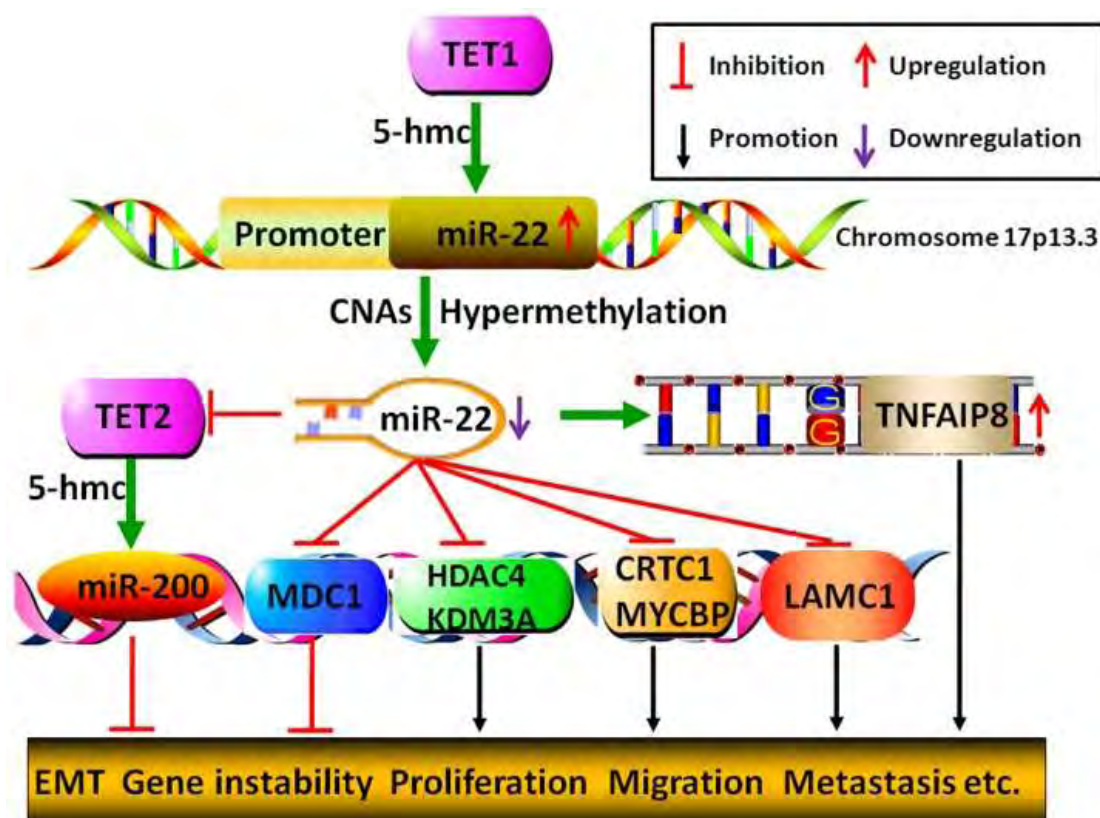 TET1
Inhibition
Upregulation
Promotion
Downregulation
5-hmc
Promoter
miR-22
Chromosome 17p13.3
CNAs
Hypermethylation
TET2
miR-22
G
G
TNFAIP8
5-hmc
miR-200
MDC1
HDAC4
KDM3A
CRTC1
MYCBP
LAMC1
EMT Gene instability Proliferation Migration Metastasis etc.